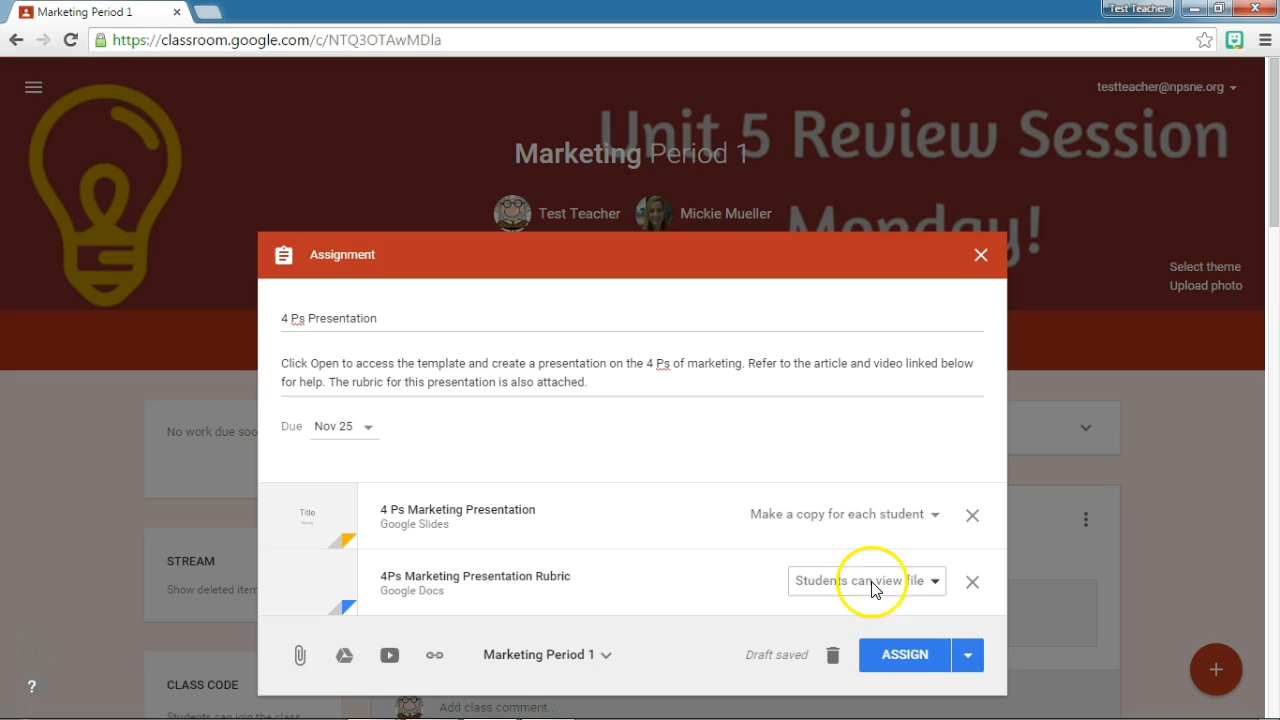 Marketing Period 1
Test Teacher
https://classroom.google.com/c/NTQ3OTAwMDla
testteacher@npsne.org
Unit 5 Review Session
Monday!
Marketing Period 1
Test Teacher
Mickie Mueller
Select theme
Upload photo
Assignment
4 Ps Presentation
Click Open to access the template and create a presentation on the 4 Ps of marketing. Refer to the article and video linked below
for help. The rubric for this presentation is also attached.
Due Nov 25
No work due soo
Title
4 Ps Marketing Presentation
Google Slides
Make a copy for each student
STREAM
Show deleted item
4Ps Marketing Presentation Rubric
Google Docs
Students can view file
Marketing Period 1
Draft saved
ASSIGN
CLASS CODE
Students can join the class
Add class comment...
?
+